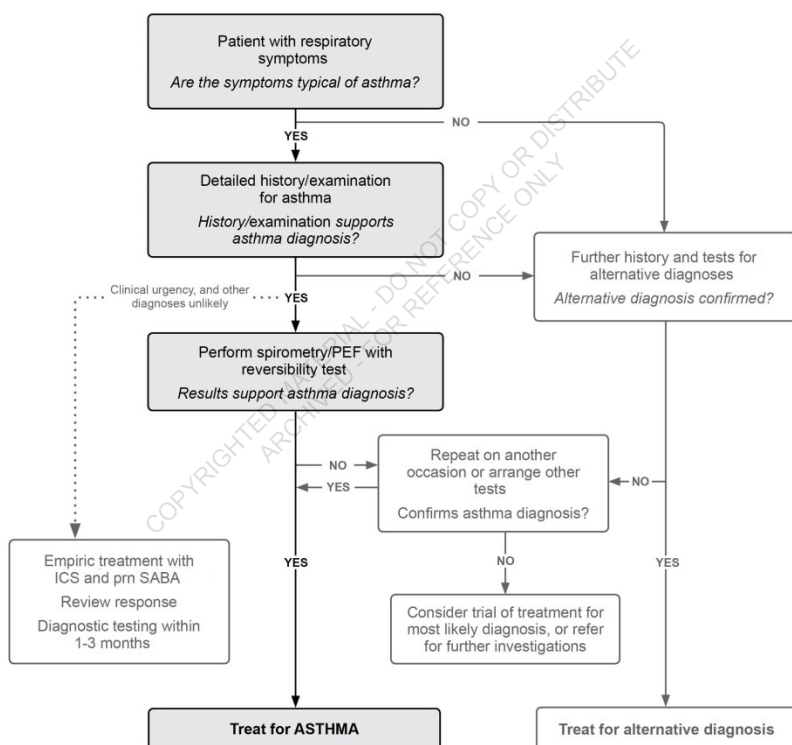 Patient with respiratory
symptoms
Are the symptoms typical of asthma?
NO
YES
Detailed history/examination
for asthma
History/examination supports
asthma diagnosis?
NO
Further history and tests for
alternative diagnoses
Alternative diagnosis confirmed?
Clinical urgency, and other
diagnoses unlikely
YES
Perform spirometry/PEF with
reversibility test
Results support asthma diagnosis?
NO
YES
Repeat on another
occasion or arrange other
tests
Confirms asthma diagnosis?
NO
NO
YES
YES
Empiric treatment with
ICS and prn SABA
Review response
Diagnostic testing within
1-3 months
Consider trial of treatment for
most likely diagnosis, or refer
for further investigations
Treat for ASTHMA
Treat for alternative diagnosis
COPYRIGHTED MATERIAL - DO NOT COPY OR DISTRIBUTE
ARCHIVED - FOR REFERENCE ONLY